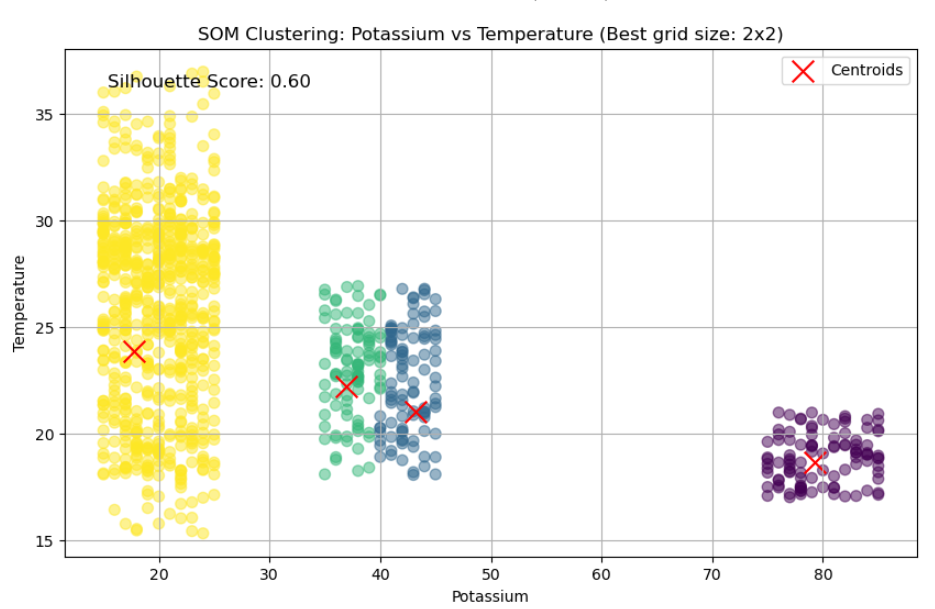 SOM Clustering: Potassium vs Temperature (Best grid size: 2x2)
Silhouette Score: 0.60
Centroids
35
30
25
20
15
Temperature
20 30 40 50 60 70 80
Potassium